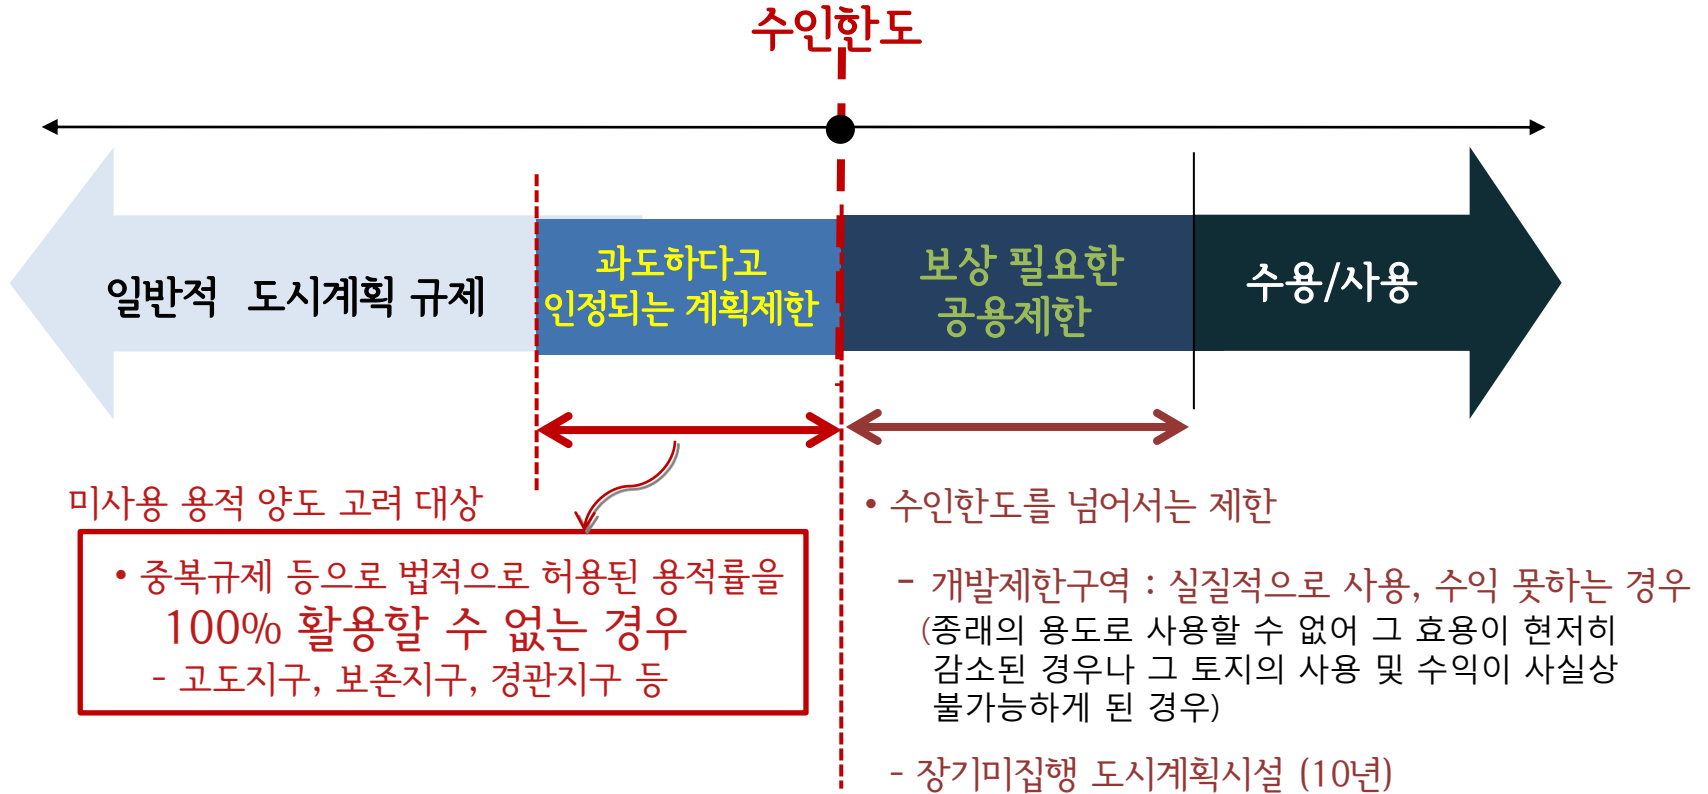 수인한도
일반적 도시계획 규제
과도하다고
인정되는 계획제한
보상 필요한
공용제한
수용/사용
미사용 용적 양도 고려 대상
• 중복규제 등으로 법적으로 허용된 용적률을
100% 활용할 수 없는 경우
- 고도지구, 보존지구, 경관지구 등
• 수인한도를 넘어서는 제한
- 개발제한구역 : 실질적으로 사용, 수익 못하는 경우
(종래의 용도로 사용할 수 없어 그 효용이 현저히
감소된 경우나 그 토지의 사용 및 수익이 사실상
불가능하게 된 경우)
- 장기미집행 도시계획시설 (10년)